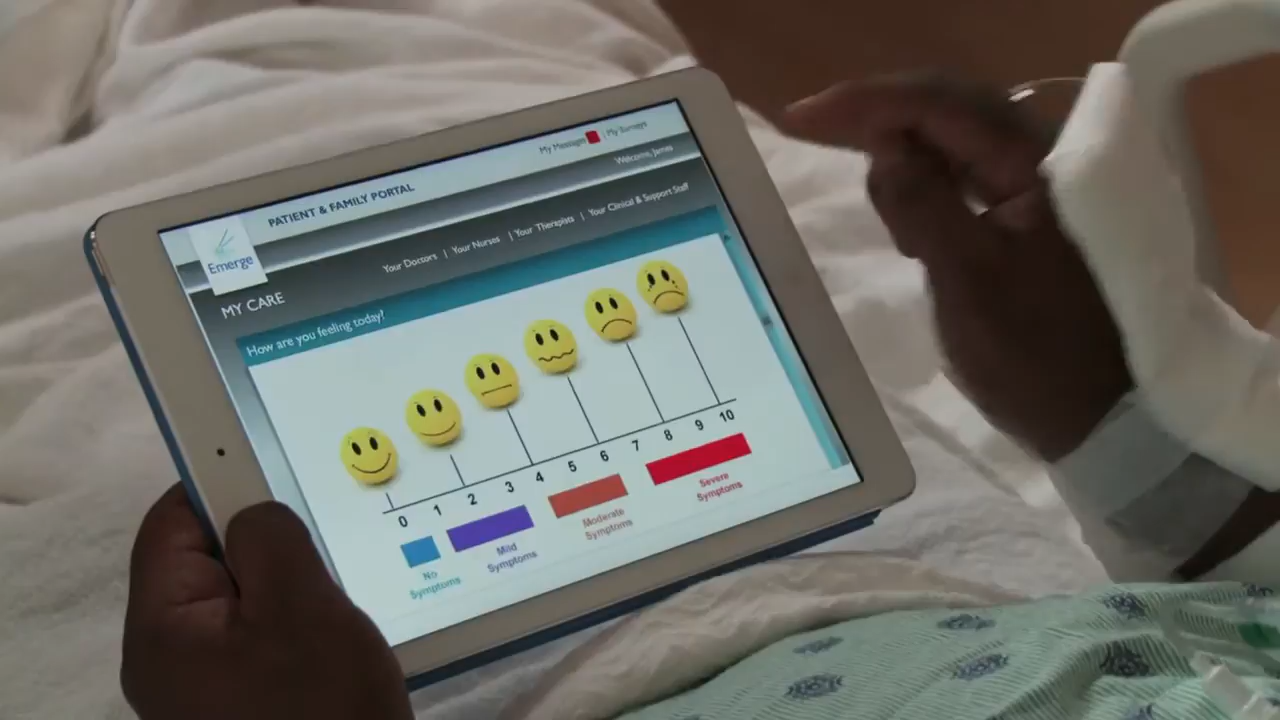 My Messages | My Surveys
PATIENT & FAMILY PORTAL
Welcome, James
Emerge
Your Doctors | Your Nurses | Your Therapists | Your Clinical & Support Staff
MY CARE
How are you feeling today?
0 1 2 3 4 5 6 7 8 9 10
No
Symptoms
Mild
Symptoms
Moderate
Symptoms
Severe
Symptoms